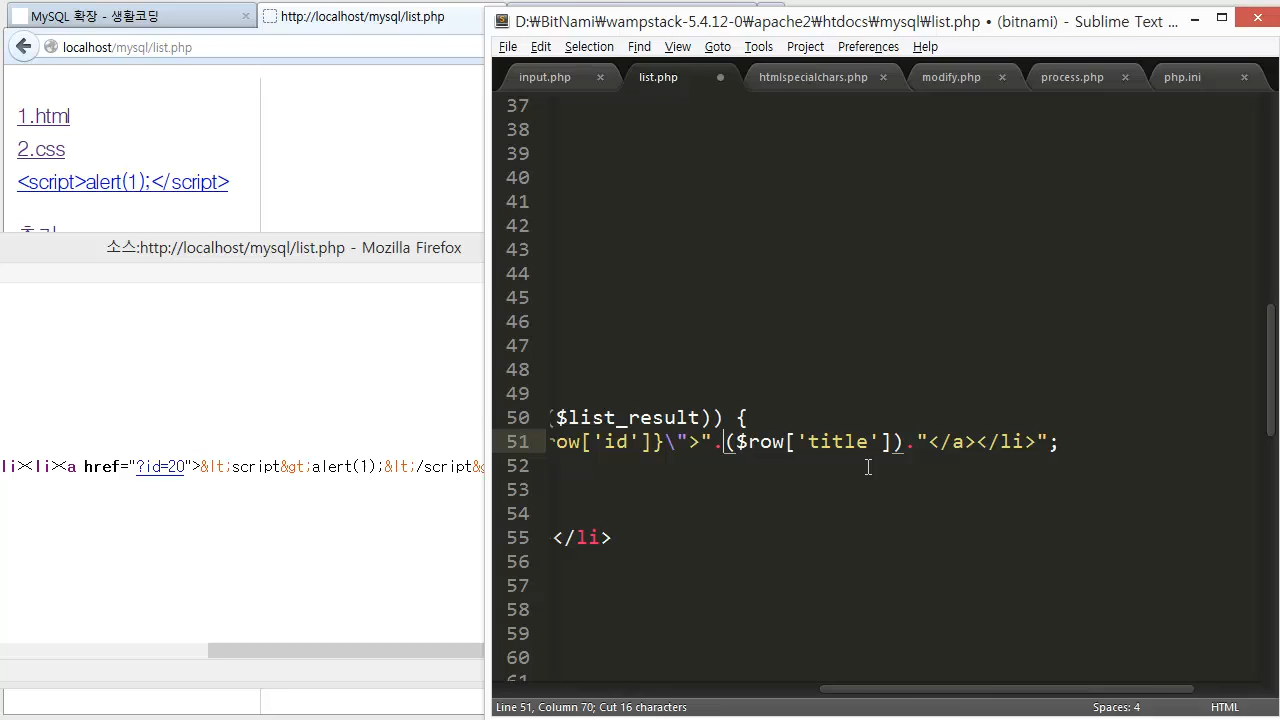 MySQL 확장 - 생활코딩
http://localhost/mysql/list.php
localhost/mysql/list.php
1.html
2.css
<script>alert(1);</script>
소스:http://localhost/mysql/list.php - Mozilla Firefox
li><li><a href="?id=20">&lt;script&gt;alert(1);&lt;/script&g
D:₩BitNami₩wampstack-5.4.12-0₩apache2₩htdocs₩mysql₩list.php • (bitnami) - Sublime Text ...
File Edit Selection Find View Goto Tools Project Preferences Help
input.php list.php htmlspecialchars.php modify.php process.php php.ini
37
38
39
40
41
42
43
44
45
46
47
48
49
50 ($list_result)) {
51 row['id']}\">".($row['title'])."</a></li>";
52
53
54
55 </li>
56
57
58
59
60
61
Line 51, Column 70; Cut 16 characters
Spaces: 4 HTML